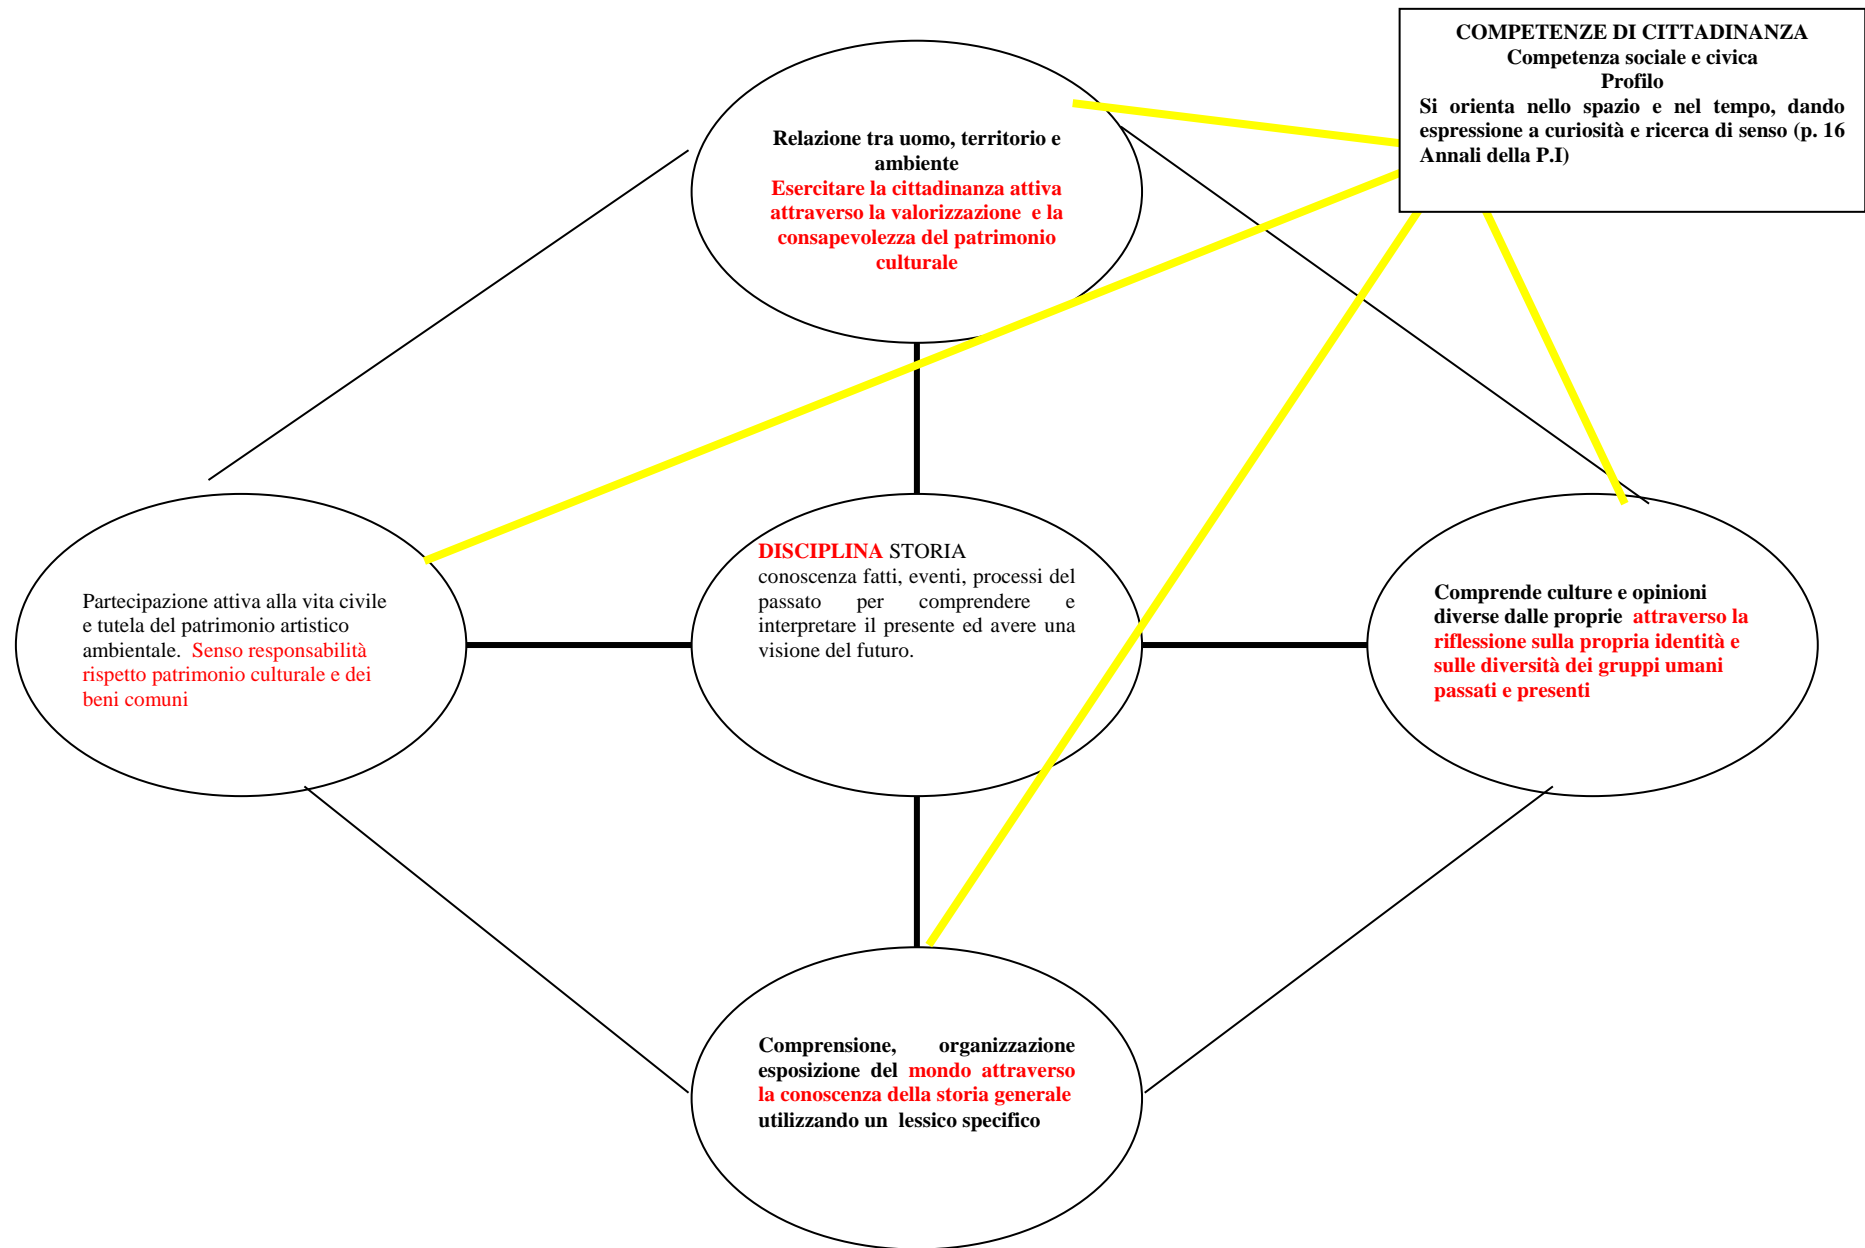 COMPETENZE DI CITTADINANZA
Competenza sociale e civica
Profilo
Si orienta nello spazio e nel tempo, dando
espressione a curiosità e ricerca di senso (p. 16
Annali della P.I)
Relazione tra uomo, territorio e
ambiente
Esercitare la cittadinanza attiva
attraverso la valorizzazione e la
consapevolezza del patrimonio
culturale
Partecipazione attiva alla vita civile
e tutela del patrimonio artistico
ambientale. Senso responsabilità
rispetto patrimonio culturale e dei
beni comuni
DISCIPLINA STORIA
conoscenza fatti, eventi, processi del
passato per comprendere e
interpretare il presente ed avere una
visione del futuro.
Comprende culture e opinioni
diverse dalle proprie attraverso la
riflessione sulla propria identità e
sulle diversità dei gruppi umani
passati e presenti
Comprensione, organizzazione
esposizione del mondo attraverso
la conoscenza della storia generale
utilizzando un lessico specifico